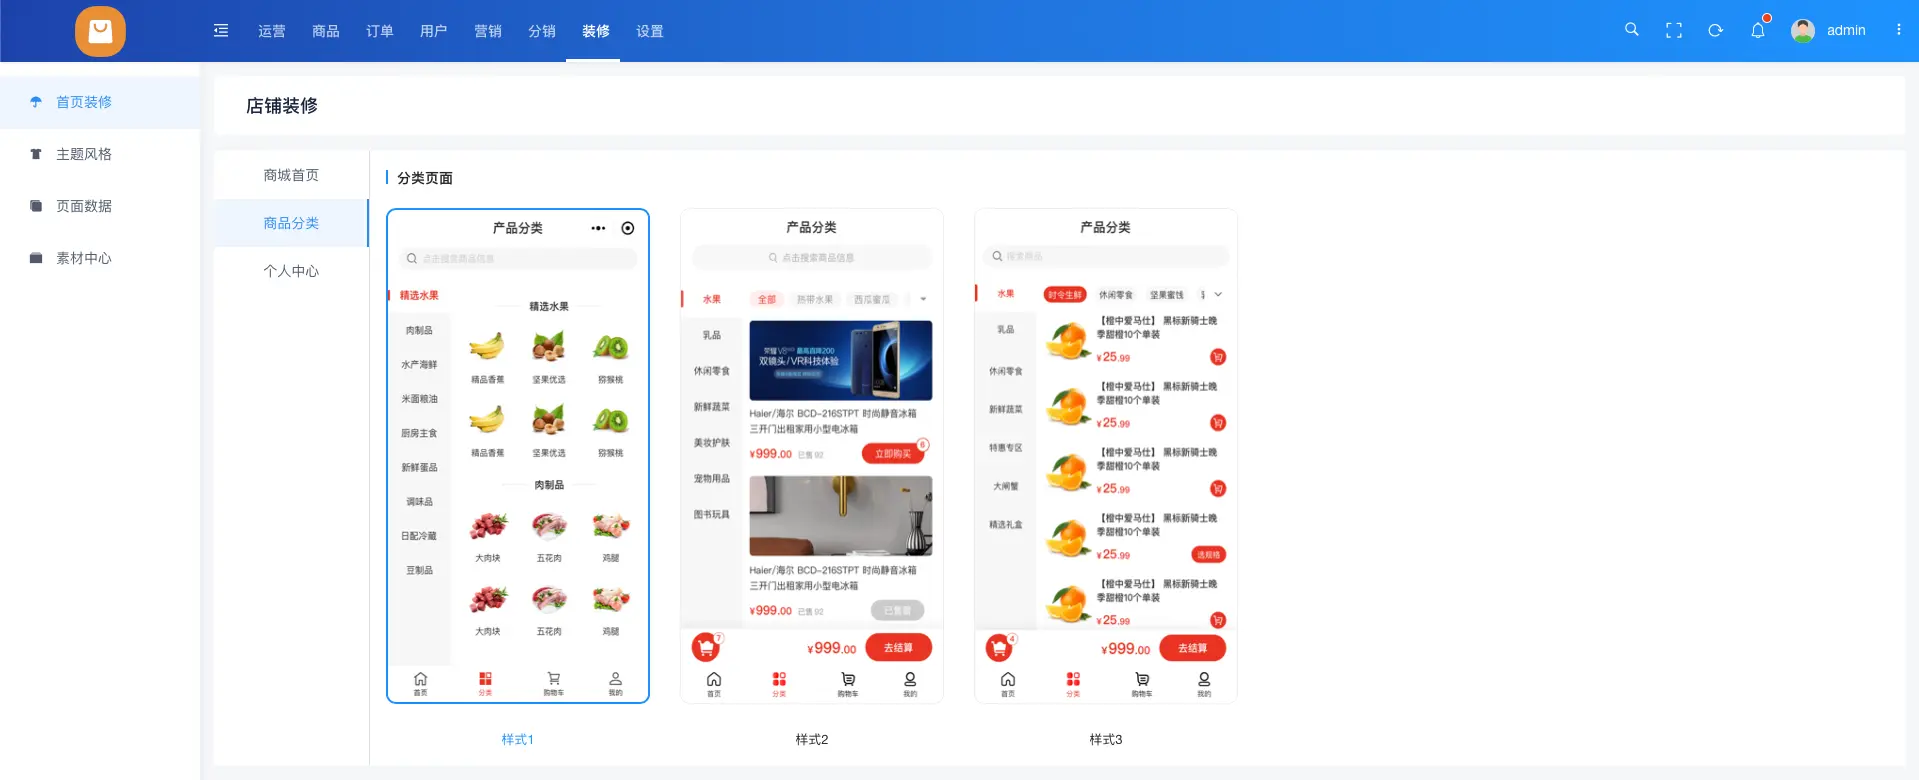 运营 商品 订单 用户 营销 分销 装修 设置
admin
首页装修
主题风格
页面数据
素材中心
店铺装修
商城首页
商品分类
个人中心
分类页面
产品分类
点击搜索商品信息
精选水果
肉制品
水产海鲜
米面粮油
厨房主食
新鲜蛋品
调味品
日配冷藏
豆制品
精选水果
精品香蕉 坚果优选 猕猴桃
精品香蕉 坚果优选 猕猴桃
肉制品
大肉块 五花肉 鸡腿
大肉块 五花肉 鸡腿
首页 分类 购物车 我的
样式1
产品分类
点击搜索商品信息
水果
乳品
休闲零食
新鲜蔬菜
美妆护肤
宠物用品
图书玩具
全部 热带水果 西瓜蜜瓜
荣耀V8 最高直降200
双镜头/VR科技体验
Haier/海尔 BCD-216STPT 时尚静音冰箱
三开门出租家用小型电冰箱
¥999.00 已售 92 立即购买 6
Haier/海尔 BCD-216STPT 时尚静音冰箱
三开门出租家用小型电冰箱
¥999.00 已售 92 已售罄
7 ¥999.00 去结算
首页 分类 购物车 我的
样式2
产品分类
搜索商品
水果
乳品
休闲零食
新鲜蔬菜
特惠专区
大闸蟹
精选礼盒
时令生鲜 休闲零食 坚果蜜饯
【橙中爱马仕】 黑标新骑士晚
季甜橙10个单装
¥25.99
【橙中爱马仕】 黑标新骑士晚
季甜橙10个单装
¥25.99
【橙中爱马仕】 黑标新骑士晚
季甜橙10个单装
¥25.99
【橙中爱马仕】 黑标新骑士晚
季甜橙10个单装
¥25.99 选规格
【橙中爱马仕】 黑标新骑士晚
季甜橙10个单装
¥25.99
4 ¥999.00 去结算
首页 分类 购物车 我的
样式3